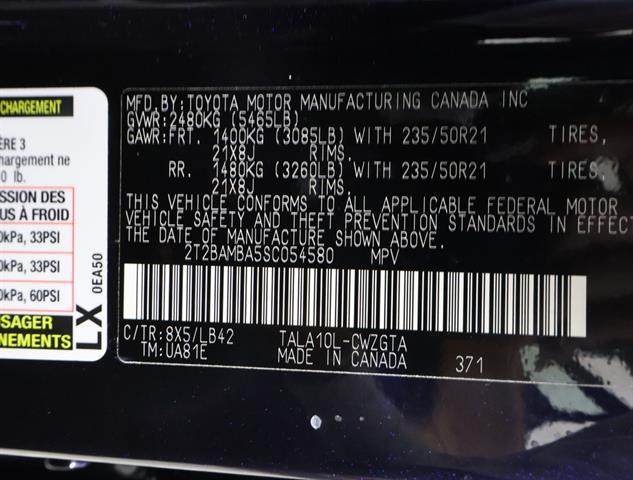 CHARGEMENT
ÈRE 3
hargement ne
0 lb.
SSION DES
US À FROID
0kPa, 33PSI
0kPa, 33PSI
0kPa, 60PSI
SAGER
NEMENTS
LX 0EA50
MFD.BY:TOYOTA MOTOR MANUFACTURING CANADA INC
GVWR:2480KG (5465LB)
GAWR:FRT. 1400KG (3085LB) WITH 235/50R21 TIRES,
21X8J RIMS,
RR. 1480KG (3260LB) WITH 235/50R21 TIRES,
21X8J RIMS.
THIS VEHICLE CONFORMS TO ALL APPLICABLE FEDERAL MOTOR
VEHICLE SAFETY AND THEFT PREVENTION STANDARDS IN EFFECT
THE DATE OF MANUFACTURE SHOWN ABOVE.
2T2BAMBA5SC054580 MPV
C/TR:8X5/LB42 TALA10L-CWZGTA
TM:UA81E MADE IN CANADA 371